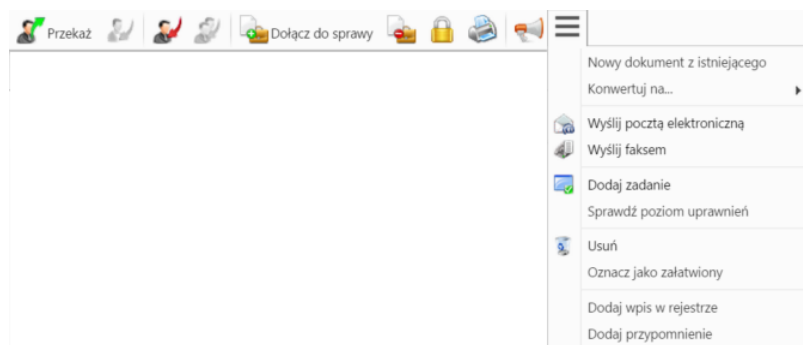 Przekaż Dołącz do sprawy
Nowy dokument z istniejącego
Konwertuj na...
Wyślij pocztą elektroniczną
Wyślij faksem
Dodaj zadanie
Sprawdź poziom uprawnień
Usuń
Oznacz jako załatwiony
Dodaj wpis w rejestrze
Dodaj przypomnienie